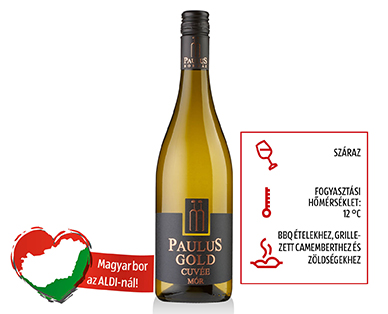 PAULUS
PAULUS
GOLD
CUVÉE
MÓR
Magyar bor
az ALDI-nál!
SZÁRAZ
FOGYASZTÁSI
HŐMÉRSÉKLET:
12 °C
BBQ ÉTELEKHEZ, GRILLE-
ZETT CAMEMBERTHEZ ÉS
ZÖLDSÉGEKHEZ